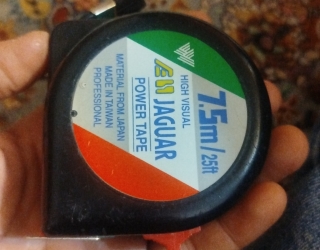 7.5m/25ft
HIGH VISUAL
JAGUAR
POWER TAPE
MATERIAL FROM JAPAN
MADE IN TAIWAN
PROFESSIONAL